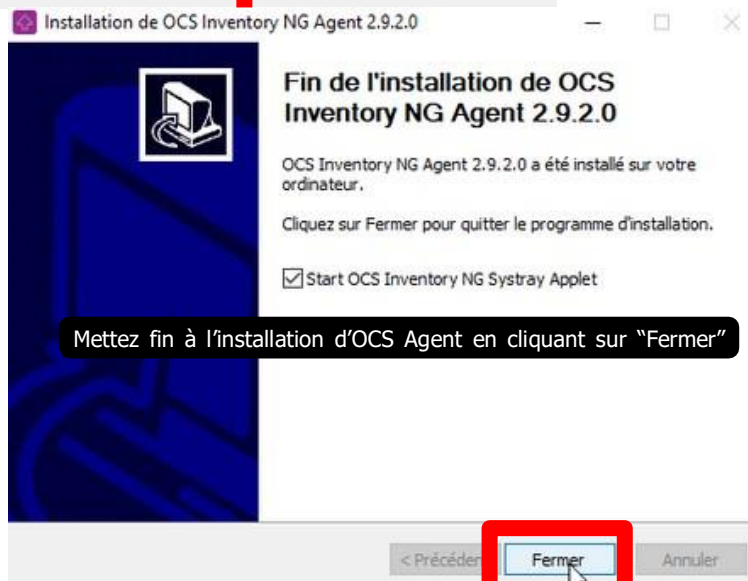 Installation de OCS Inventory NG Agent 2.9.2.0
Fin de l'installation de OCS
Inventory NG Agent 2.9.2.0
OCS Inventory NG Agent 2.9.2.0 a été installé sur votre
ordinateur.
Cliquez sur Fermer pour quitter le programme d'installation.
Start OCS Inventory NG Systray Applet
Mettez fin à l’installation d’OCS Agent en cliquant sur “Fermer”
< Précéden Fermer Annuler